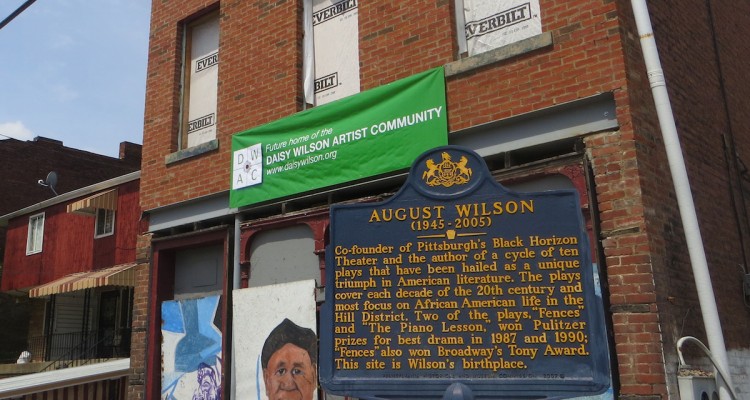 EVERBILT
EVERBILT
EVERBILT
EVERBILT
EVERBILT
Future home of the
DAISY WILSON ARTIST COMMUNITY
www.daisywilson.org
D W
A C
AUGUST WILSON
(1945-2005)
Co-founder of Pittsburgh's Black Horizon
Theater and the author of a cycle of ten
plays that have been hailed as a unique
triumph in American literature. The plays
cover each decade of the 20th century and
most focus on African American life in the
Hill District. Two of the plays, "Fences"
and "The Piano Lesson," won Pulitzer
prizes for best drama in 1987 and 1990;
"Fences" also won Broadway's Tony Award.
This site is Wilson's birthplace.